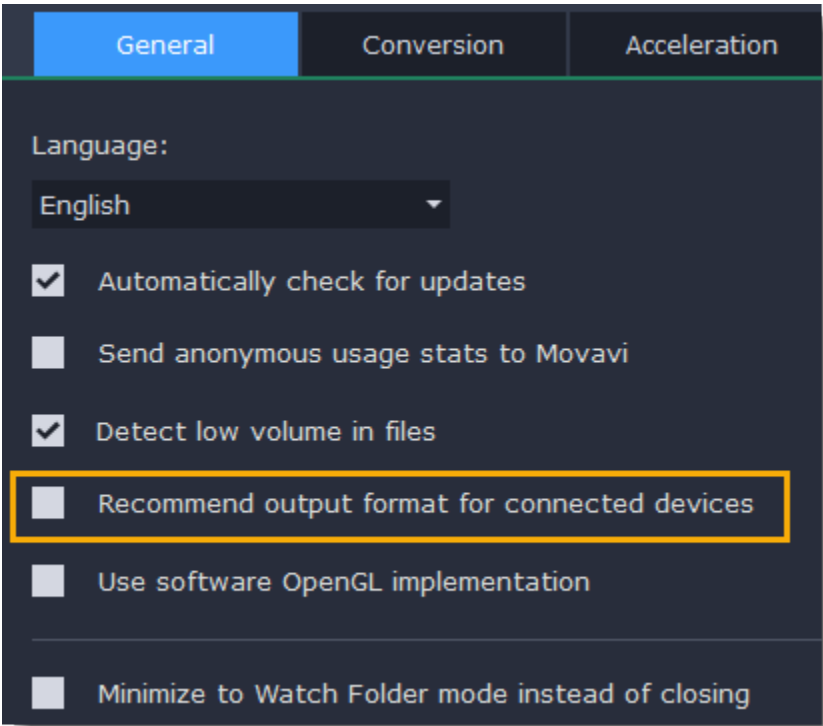 General Conversion Acceleration
Language:
English
Automatically check for updates
Send anonymous usage stats to Movavi
Detect low volume in files
Recommend output format for connected devices
Use software OpenGL implementation
Minimize to Watch Folder mode instead of closing